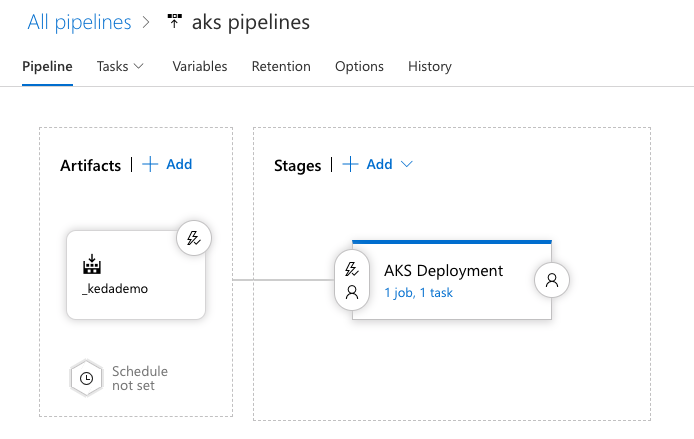 All pipelines > aks pipelines
Pipeline Tasks Variables Retention Options History
Artifacts | + Add
Stages | + Add
_kedademo
AKS Deployment
1 job, 1 task
Schedule
not set